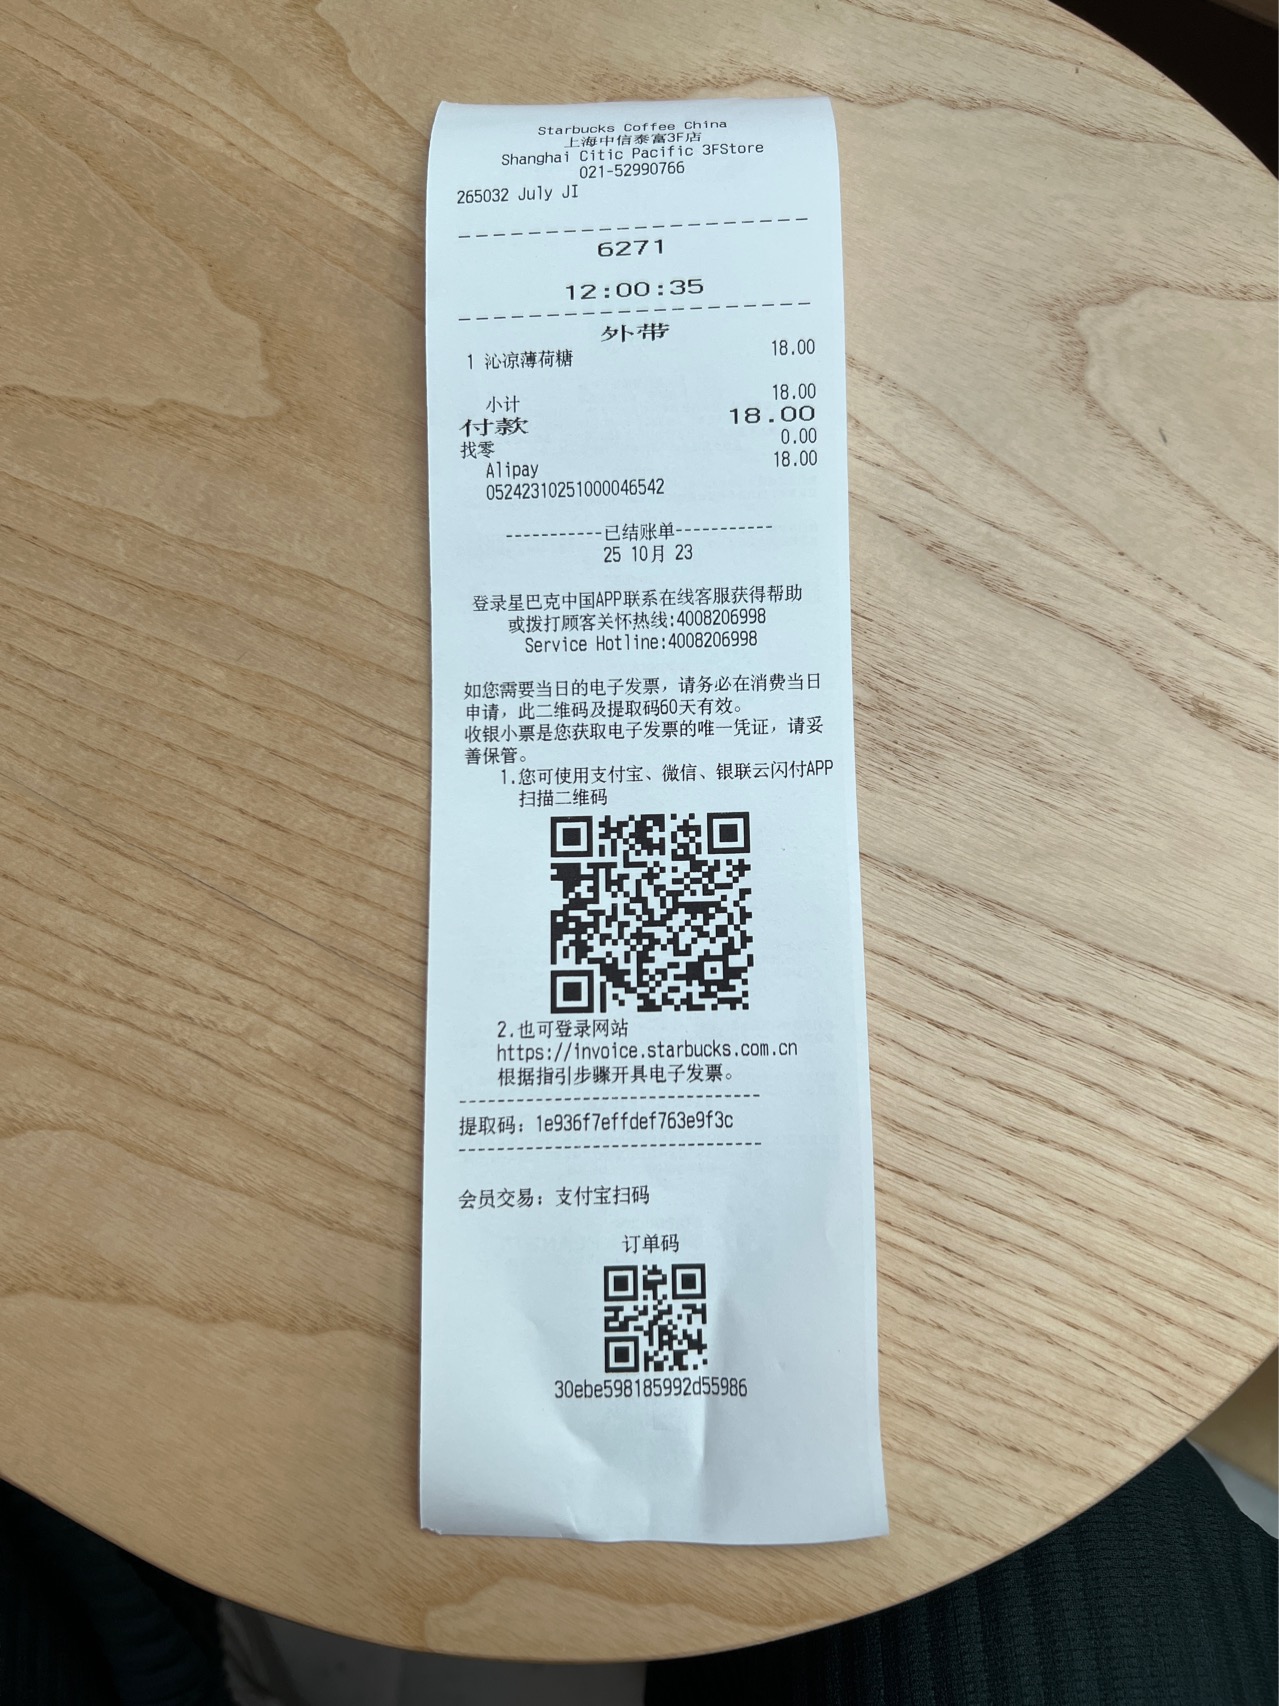 Starbucks Coffee China
上海中信泰富3F店
Shanghai Citic Pacific 3FStore
021-52990766
265032 July JI
6271
12:00:35
外带
1 沁凉薄荷糖 18.00
小计 18.00
付款 18.00
找零 0.00
Alipay 18.00
05242310251000046542
-----------已结账单-----------
25 10月 23
登录星巴克中国APP联系在线客服获得帮助
或拨打顾客关怀热线:4008206998
Service Hotline:4008206998
如您需要当日的电子发票，请务必在消费当日
申请，此二维码及提取码60天有效。
收银小票是您获取电子发票的唯一凭证，请妥
善保管。
1.您可使用支付宝、微信、银联云闪付APP
扫描二维码
2.也可登录网站
https://invoice.starbucks.com.cn
根据指引步骤开具电子发票。
提取码：1e936f7effdef763e9f3c
会员交易：支付宝扫码
订单码
30ebe598185992d55986